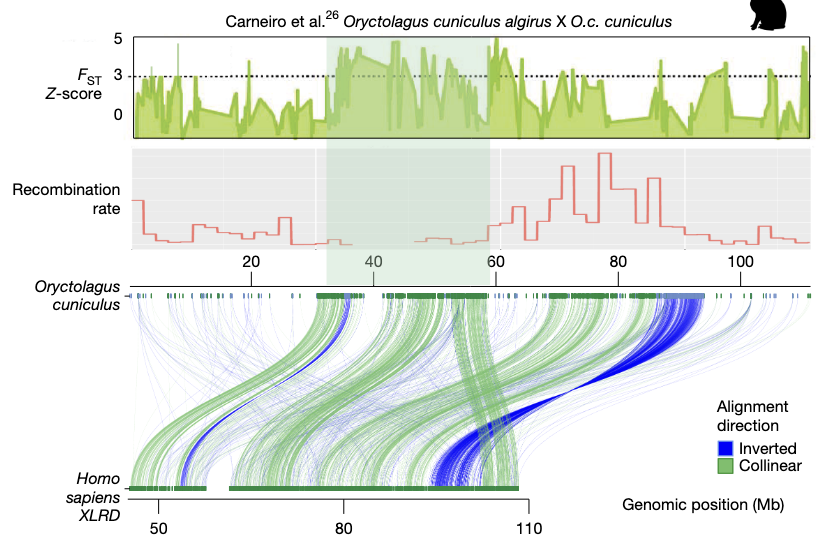 Carneiro et al.26 Oryctolagus cuniculus algirus X O.c. cuniculus
5
FST
Z-score
3
0
Recombination
rate
20
40
60
80
100
Oryctolagus
cuniculus
Alignment
direction
Inverted
Collinear
Homo
sapiens
XLRD
Genomic position (Mb)
50
80
110